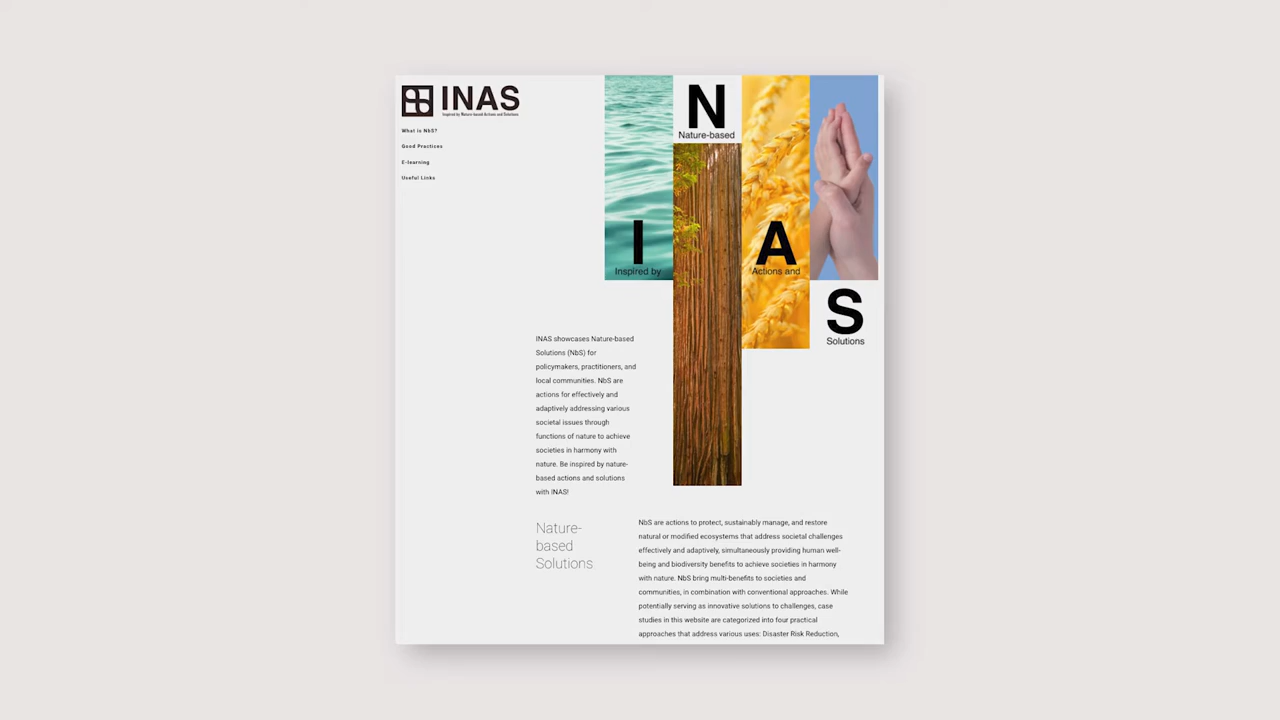 INAS
Inspired by Nature-based Actions and Solutions
What is NbS?
Good Practices
E-learning
Useful Links
N
Nature-based
I
Inspired by
A
Actions and
S
Solutions
INAS showcases Nature-based
Solutions (NbS) for
policymakers, practitioners, and
local communities. NbS are
actions for effectively and
adaptively addressing various
societal issues through
functions of nature to achieve
societies in harmony with
nature. Be inspired by nature-
based actions and solutions
with INAS!
Nature-
based
Solutions
NbS are actions to protect, sustainably manage, and restore
natural or modified ecosystems that address societal challenges
effectively and adaptively, simultaneously providing human well-
being and biodiversity benefits to achieve societies in harmony
with nature. NbS bring multi-benefits to societies and
communities, in combination with conventional approaches. While
potentially serving as innovative solutions to challenges, case
studies in this website are categorized into four practical
approaches that address various uses: Disaster Risk Reduction,